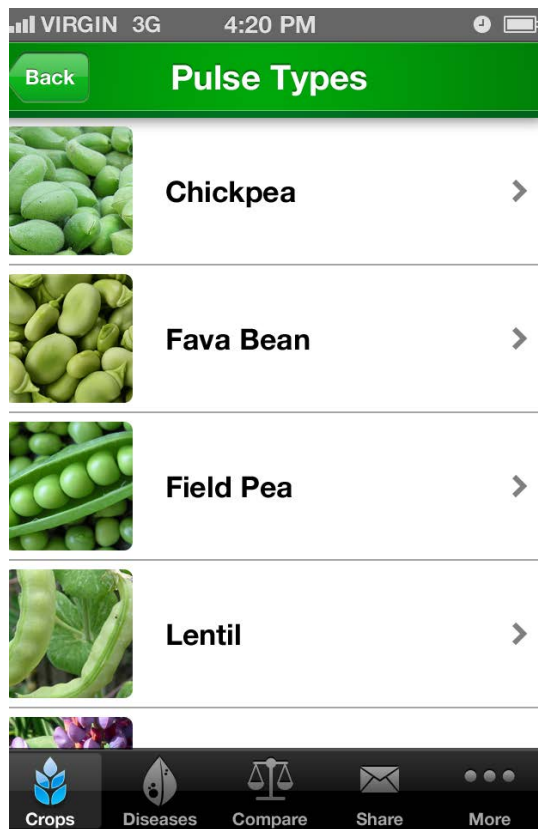 VIRGIN 3G 4:20 PM
Back Pulse Types
Chickpea
Fava Bean
Field Pea
Lentil
Crops Diseases Compare Share More